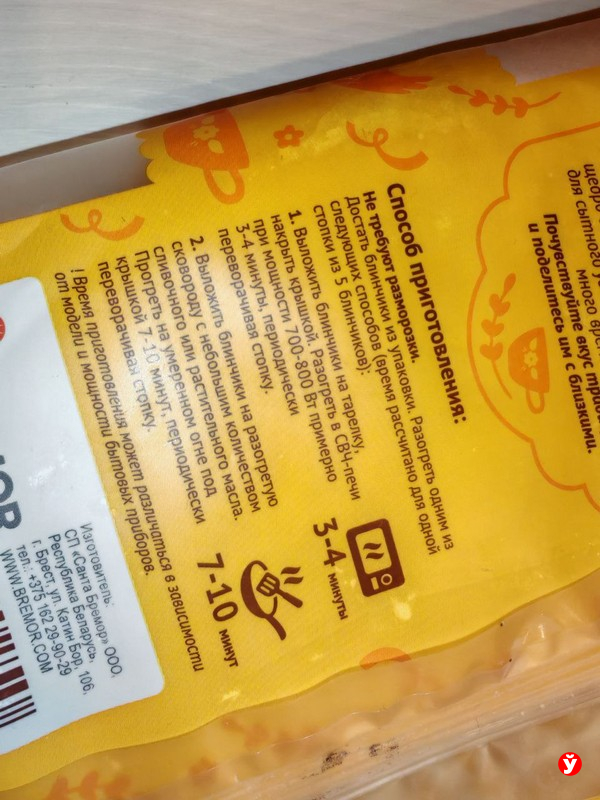 Способ приготовления:
Не требуют разморозки.
Достать блинчики из упаковки. Разогреть одним из
следующих способов (время рассчитано для одной
стопки из 5 блинчиков):
1. Выложить блинчики на тарелку,
накрыть крышкой. Разогреть в СВЧ-печи
при мощности 700-800 Вт примерно
3-4 минуты, периодически
переворачивая стопку.
2. Выложить блинчики на разогретую
сковороду с небольшим количеством
сливочного или растительного масла.
Прогреть на умеренном огне под
крышкой 7-10 минут, периодически
переворачивая стопку.
! Время приготовления может различаться в зависимости
от модели и мощности бытовых приборов.
3-4 минуты
7-10 минут
для сытного
много
Почувствуйте вкус
и поделитесь им с близкими.
Изготовитель:
СП «Санта Бремор» ООО,
Республика Беларусь,
г. Брест, ул. Катин Бор, 106,
тел.: +375 162 29-90-29
WWW.BREMOR.COM
Ў